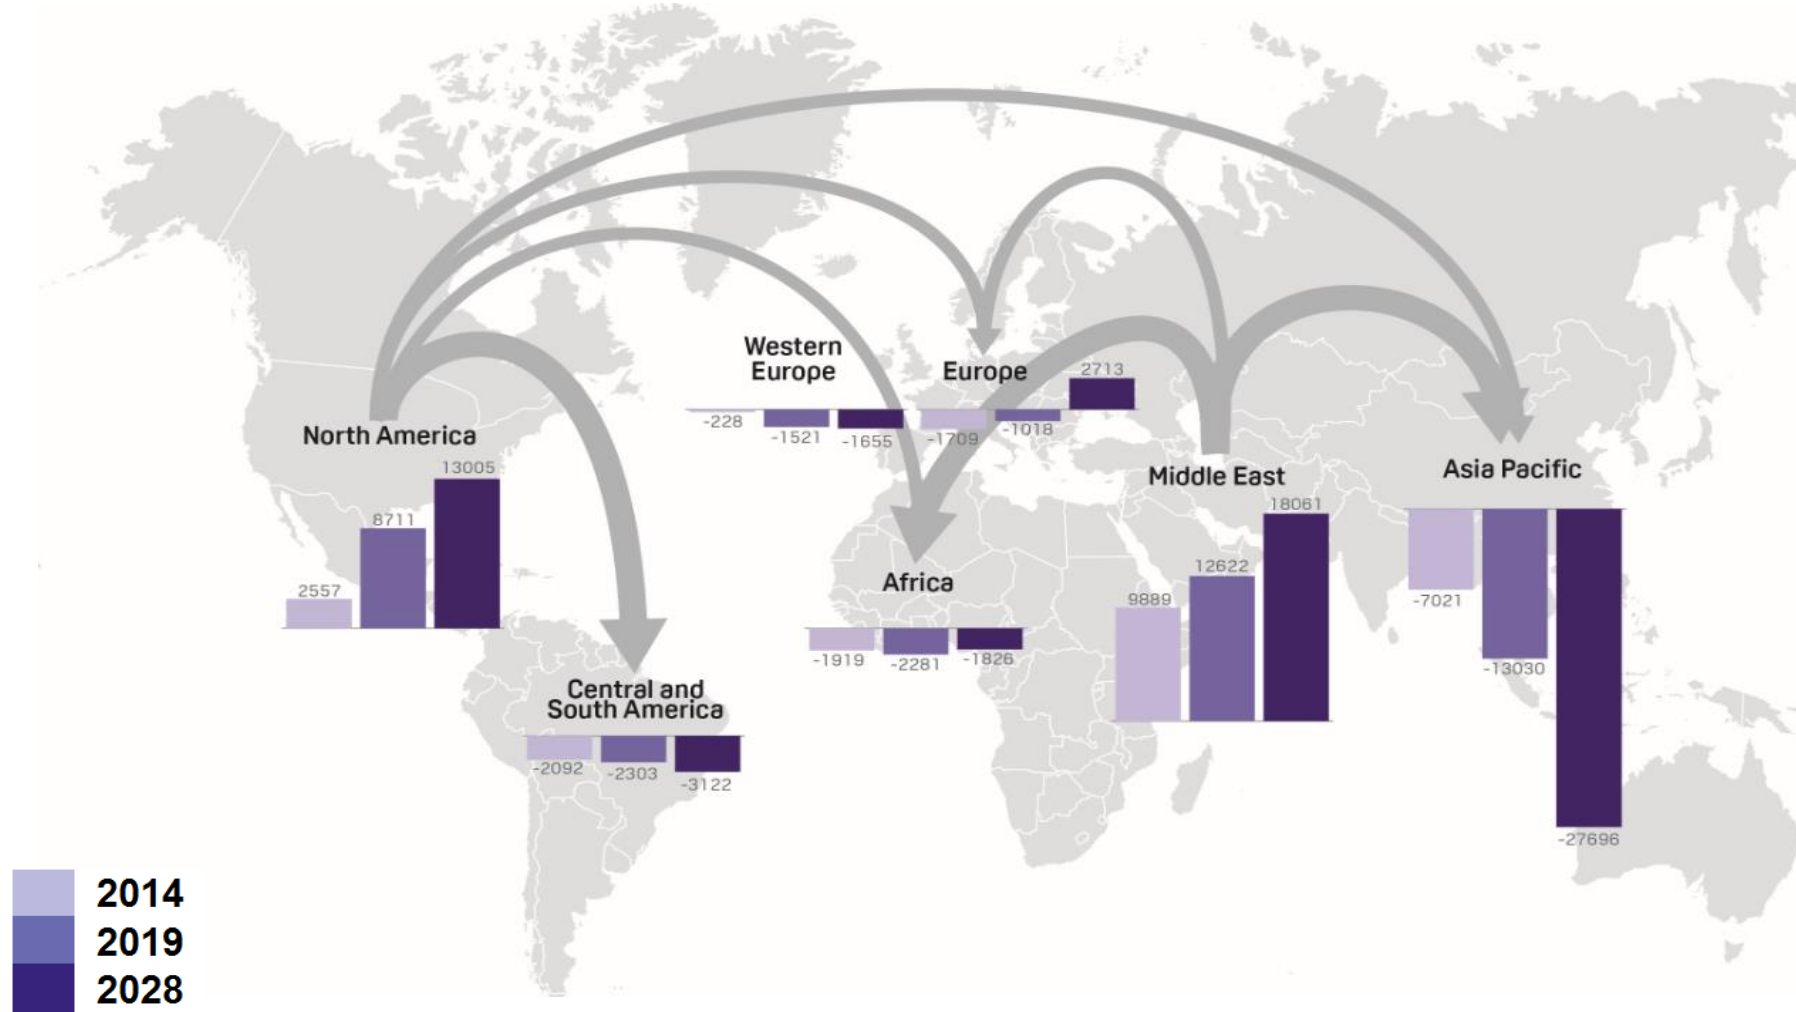 Western
Europe
Europe
2713
-228
-1521
-1655
-1709
-1018
North America
13005
8711
2557
Middle East
18061
12622
9889
Asia Pacific
-7021
-13030
-27696
Africa
-1919
-2281
-1826
Central and
South America
-2092
-2303
-3122
2014
2019
2028